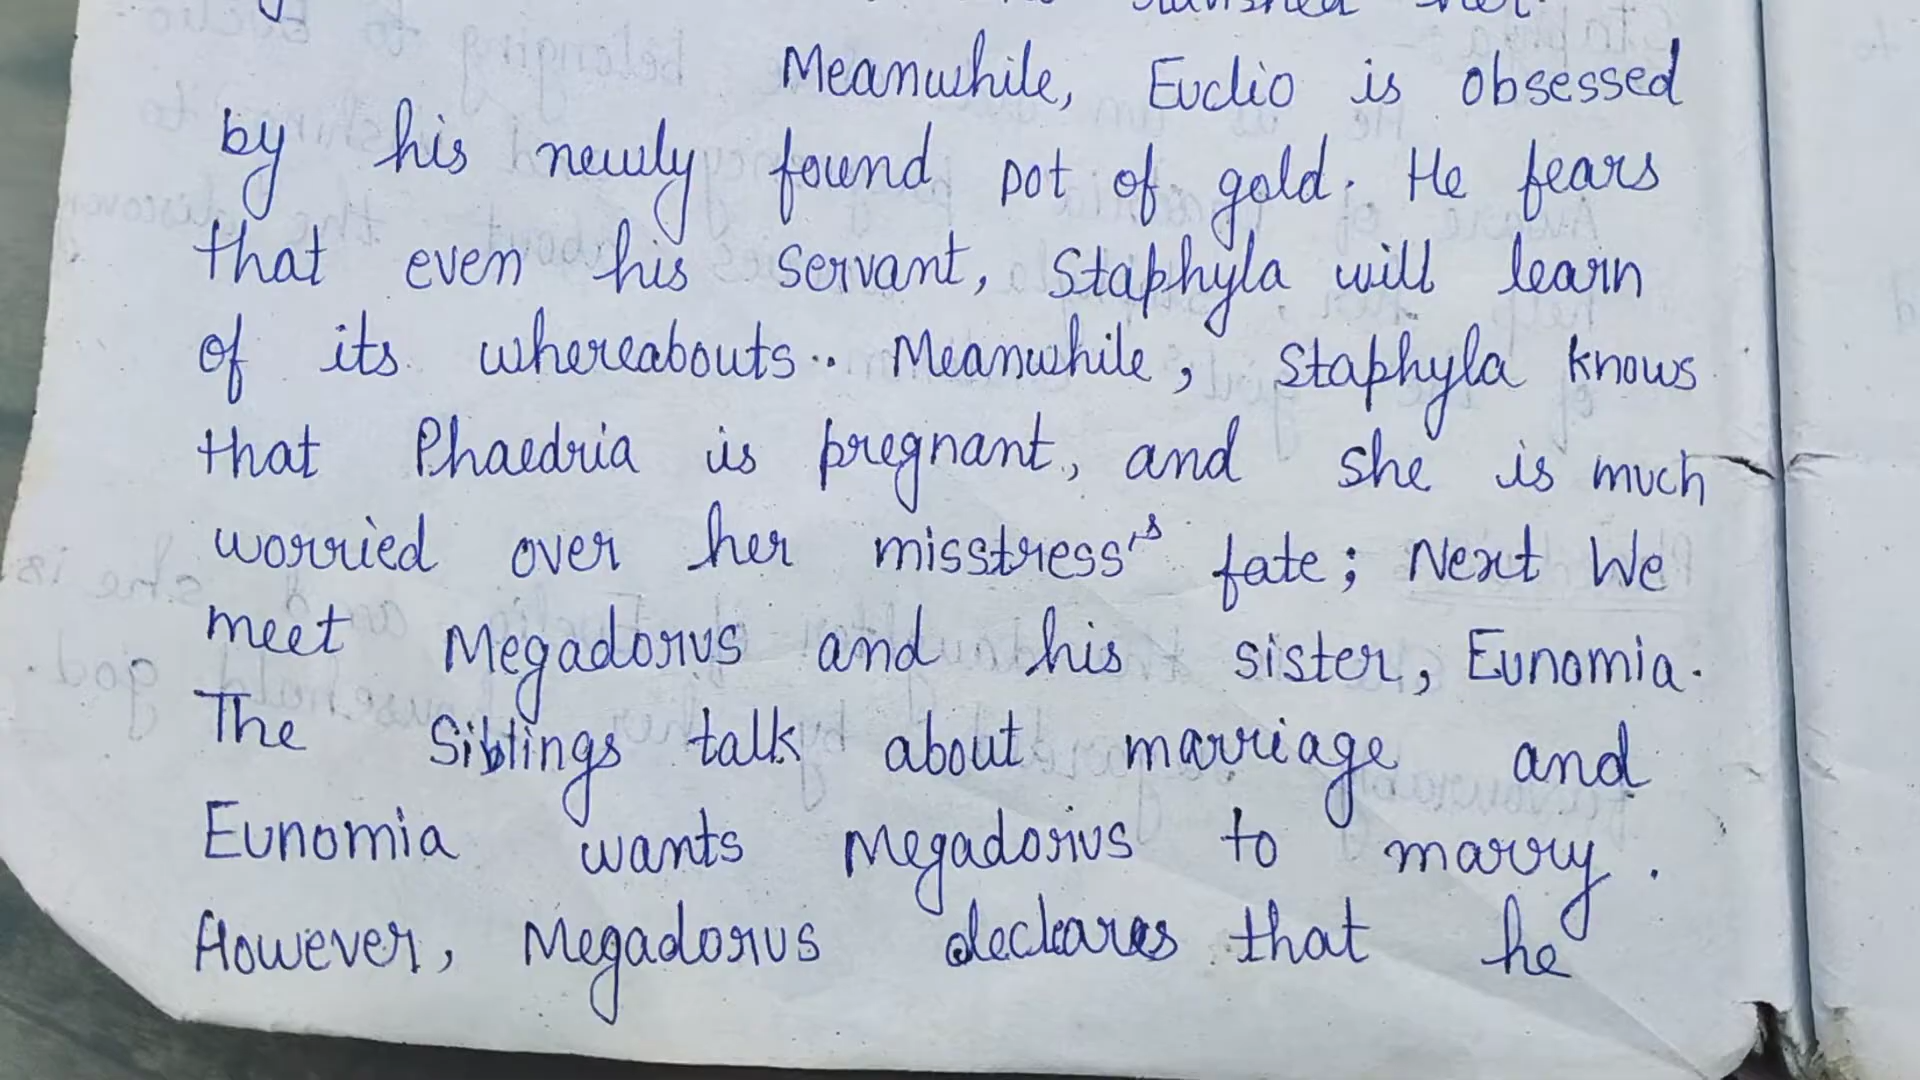 ravished her.
Meanwhile, Euclio is obsessed
by his newly found pot of gold. He fears
that even his servant, Staphyla will learn
of its whereabouts.. Meanwhile, Staphyla knows
that Phaedria is pregnant, and she is much
worried over her misstress's fate; Next We
meet Megadorus and his sister, Eunomia.
The Siblings talk about marriage and
Eunomia wants Megadorus to marry.
However, Megadorus declares that he